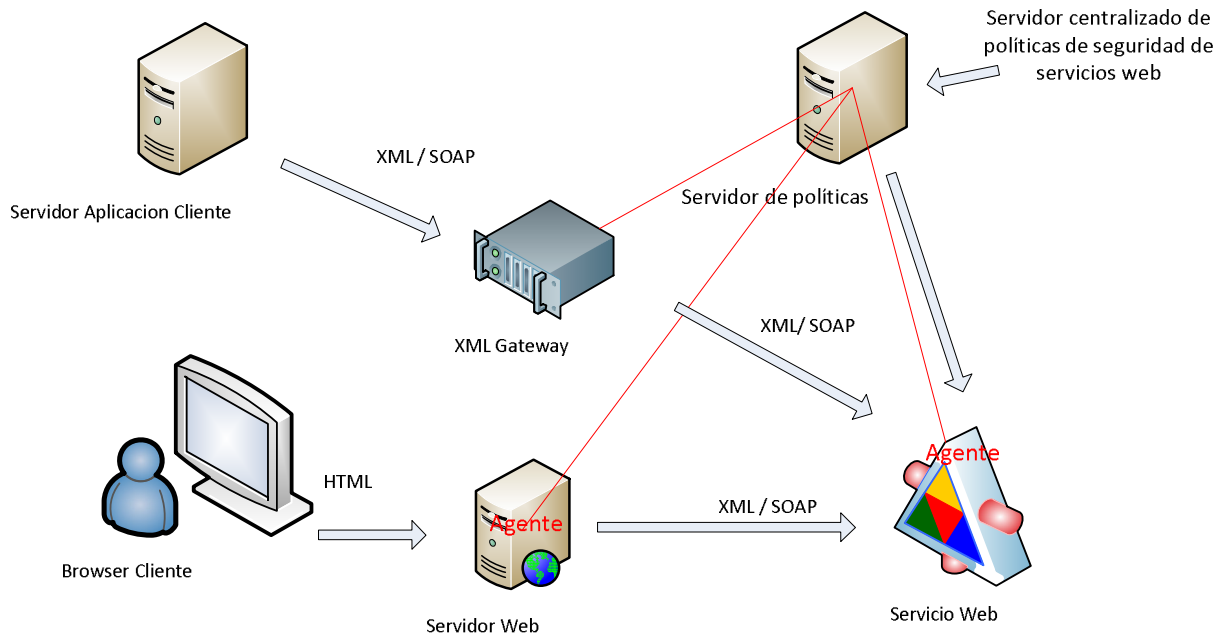 Servidor centralizado de
políticas de seguridad de
servicios web
XML / SOAP
Servidor de políticas
Servidor Aplicacion Cliente
XML/ SOAP
XML Gateway
Agente
HTML
XML / SOAP
Agente
Browser Cliente
Servicio Web
Servidor Web